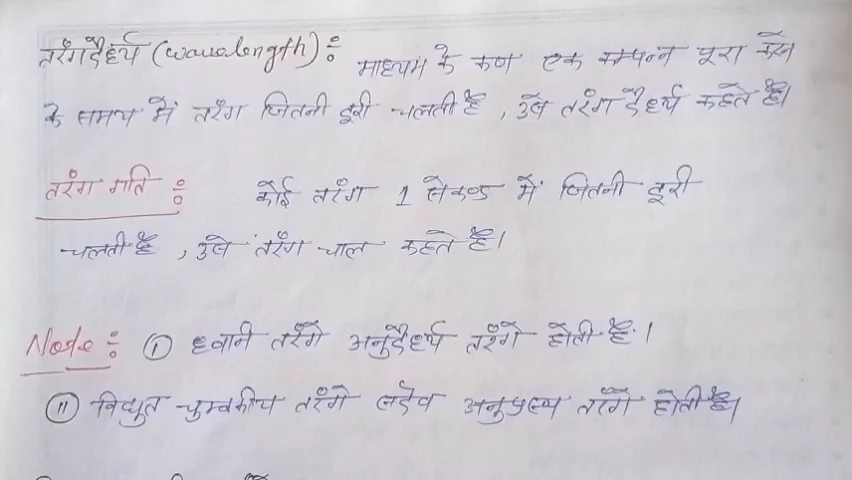 तरंगदैर्ध्य (wavelength) : माध्यम के कण एक कम्पन्न पूरा करने
के समय में तरंग जितनी दूरी चलती है, उसे तरंग दैर्ध्य कहते हैं।
तरंग गति : कोई तरंग 1 सेकण्ड में जितनी दूरी
चलती है, उसे तरंग चाल कहते हैं।
Note : (I) ध्वनि तरंगे अनुदैर्ध्य तरंगे होती है।
(II) विद्युत चुम्बकीय तरंगे सदैव अनुप्रस्थ तरंगे होती है।